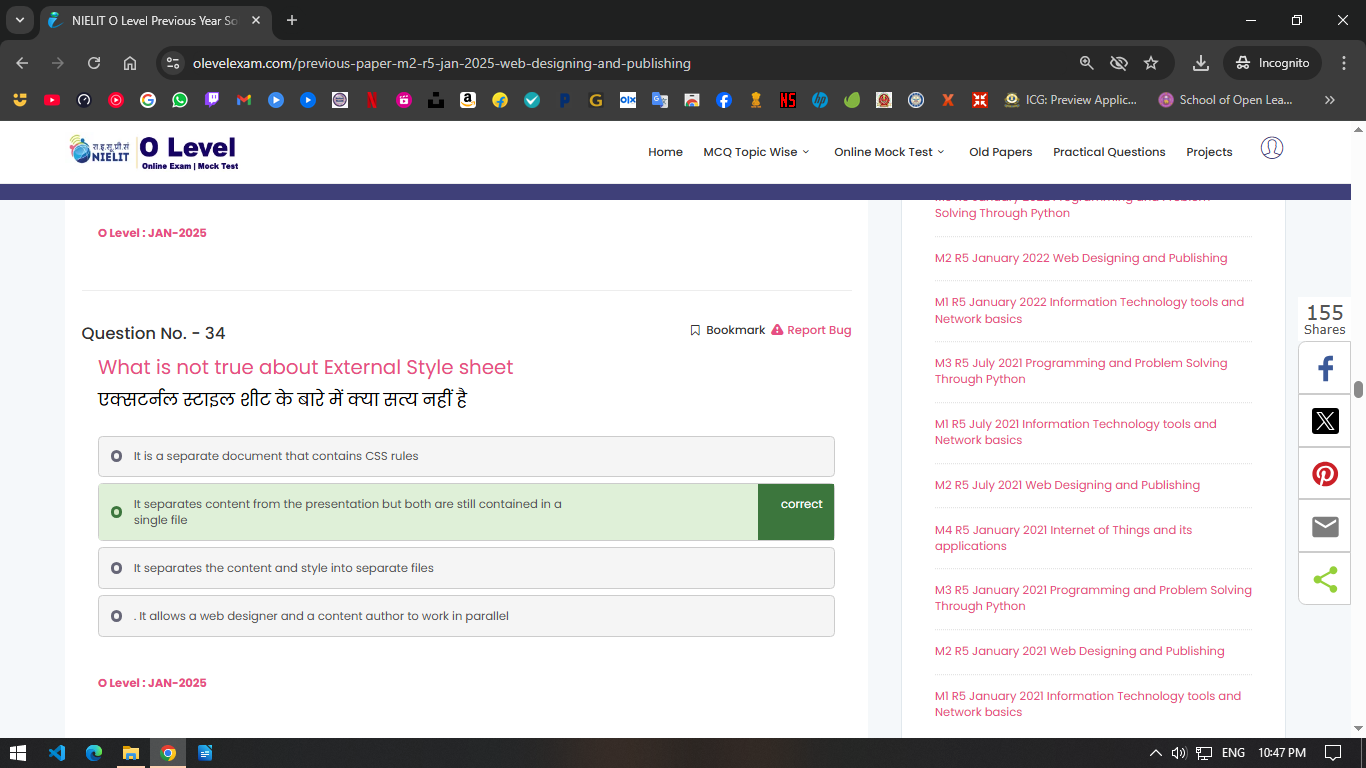 NIELIT O Level Previous Year So
olevelexam.com/previous-paper-m2-r5-jan-2025-web-designing-and-publishing
Incognito
ICG: Preview Applic...
School of Open Lea...
रा.इ.सू.प्रौ.सं
NIELIT
O Level
Online Exam | Mock Test
Home
MCQ Topic Wise
Online Mock Test
Old Papers
Practical Questions
Projects
O Level : JAN-2025
Question No. - 34
Bookmark
Report Bug
What is not true about External Style sheet
एक्सटर्नल स्टाइल शीट के बारे में क्या सत्य नहीं है
It is a separate document that contains CSS rules
It separates content from the presentation but both are still contained in a
single file
correct
It separates the content and style into separate files
. It allows a web designer and a content author to work in parallel
O Level : JAN-2025
M3 R5 January 2022 Programming and Problem
Solving Through Python
M2 R5 January 2022 Web Designing and Publishing
M1 R5 January 2022 Information Technology tools and
Network basics
M3 R5 July 2021 Programming and Problem Solving
Through Python
M1 R5 July 2021 Information Technology tools and
Network basics
M2 R5 July 2021 Web Designing and Publishing
M4 R5 January 2021 Internet of Things and its
applications
M3 R5 January 2021 Programming and Problem Solving
Through Python
M2 R5 January 2021 Web Designing and Publishing
M1 R5 January 2021 Information Technology tools and
Network basics
155
Shares
ENG
10:47 PM